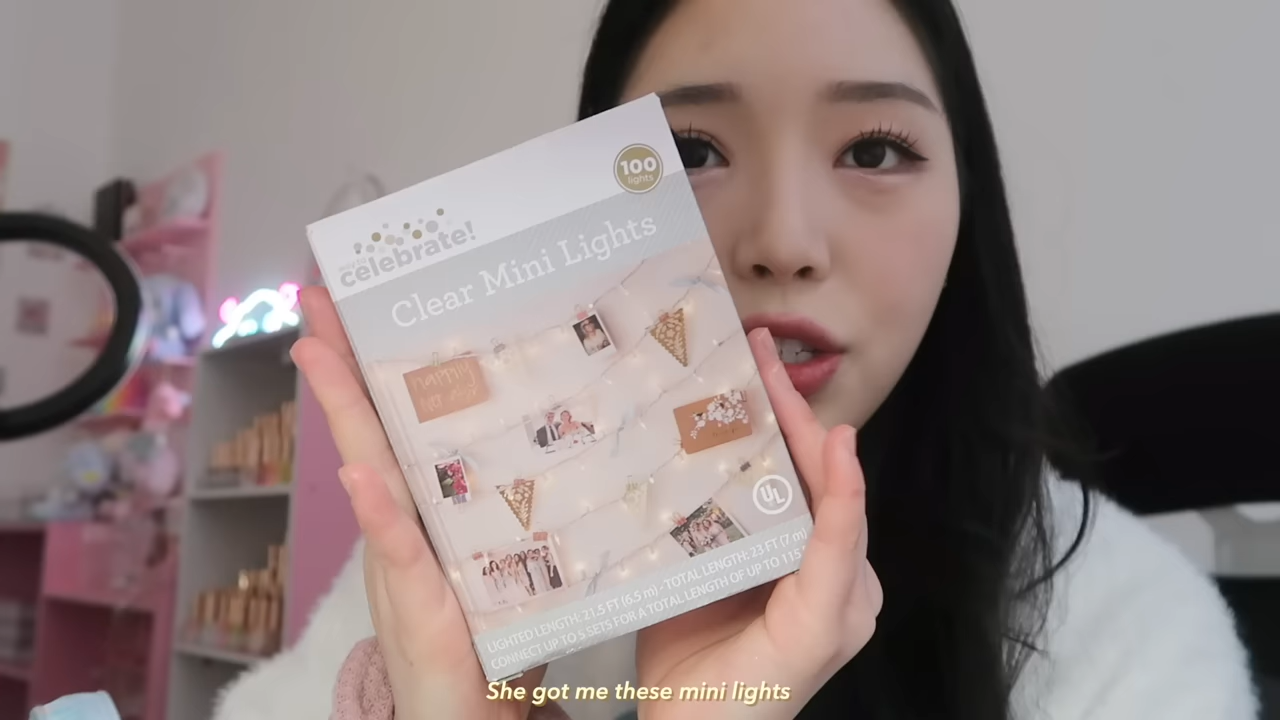 100
lights
celebrate!
Clear Mini Lights
UL
LIGHTED LENGTH: 21.5 FT (6.5 m) - TOTAL LENGTH: 23 FT (7 m)
CONNECT UP TO 5 SETS FOR A TOTAL LENGTH OF UP TO 115
She got me these mini lights